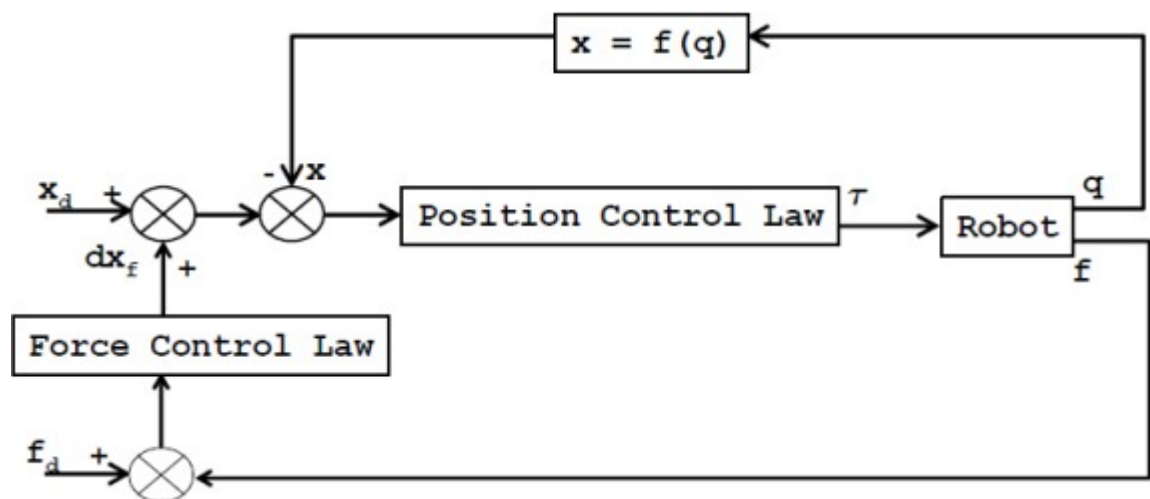 x = f(q)
- x
x_d +
Position Control Law
τ
Robot
q
f
dx_f +
Force Control Law
f_d +